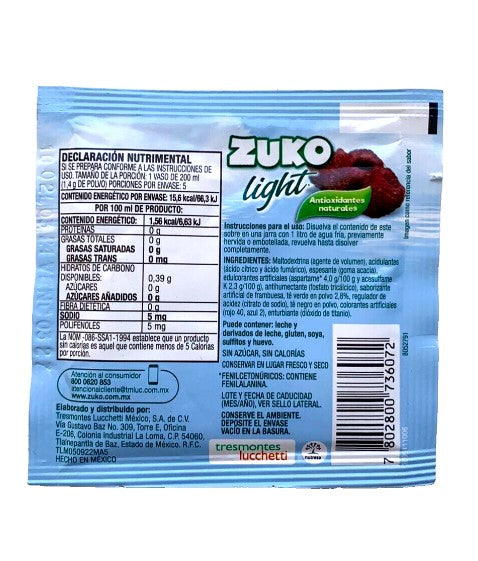 DECLARACIÓN NUTRIMENTAL
SI SE PREPARA CONFORME A LAS INSTRUCCIONES DE
USO. TAMAÑO DE LA PORCIÓN: 1 VASO DE 200 ml
(1,4 g DE POLVO) PORCIONES POR ENVASE: 5
CONTENIDO ENERGÉTICO POR ENVASE: 15,6 kcal/66,3 kJ
POR 100 ml DE PRODUCTO:
CONTENIDO ENERGÉTICO: 1,56 kcal/6,63 kJ
PROTEÍNAS 0 g
GRASAS TOTALES 0 g
GRASAS SATURADAS 0 g
GRASAS TRANS 0 mg
HIDRATOS DE CARBONO
DISPONIBLES: 0,39 g
AZÚCARES 0 g
AZÚCARES AÑADIDOS 0 g
FIBRA DIETÉTICA 0 g
SODIO 5 mg
POLIFENOLES 5 mg
La NOM -086-SSA1-1994 establece que un producto
sin calorías es aquel que contiene menos de 5 Calorías
por porción.
Atención al consumidor
800 0620 853
atencionalcliente@tmluc.com.mx
www.zuko.com.mx
Elaborado y distribuido por:
Tresmontes Lucchetti México, S.A. de C.V.
Vía Gustavo Baz No. 309, Torre E, Oficina
E-206, Colonia Industrial La Loma, C.P. 54060,
Tlalnepantla de Baz, Estado de México. R.F.C.
TLM050922MA5
HECHO EN MÉXICO
ZUKO
light
Antioxidantes
naturales
Imagen como referencia del sabor
Instrucciones para el uso: Disuelva el contenido de este
sobre en una jarra con 1 litro de agua fría, previamente
hervida o embotellada, revuelva hasta disolver
completamente.
INGREDIENTES: Maltodextrina (agente de volumen), acidulantes
(ácido cítrico y ácido fumárico), espesante (goma acacia),
edulcorantes artificiales (aspartame* 4,0 g/100 g y acesulfame
K 2,3 g/100 g), antihumectante (fosfato tricálcico), saborizante
artificial de frambuesa, té verde en polvo 2,8%, regulador de
acidez (citrato de sodio), té negro en polvo, colorantes artificiales
(rojo 40, azul 2), enturbiante (dióxido de titanio).
Puede contener: leche y
derivados de leche, gluten, soya,
sulfitos y huevo.
SIN AZÚCAR, SIN CALORÍAS
CONSERVAR EN LUGAR FRESCO Y SECO
*FENILCETONÚRICOS: CONTIENE
FENILALANINA.
LOTE Y FECHA DE CADUCIDAD
(MES/AÑO), VER SELLO LATERAL.
CONSERVE EL AMBIENTE.
DEPOSITE EL ENVASE
VACÍO EN LA BASURA.
tresmontes
lucchetti
nutresa
7 802800 736072